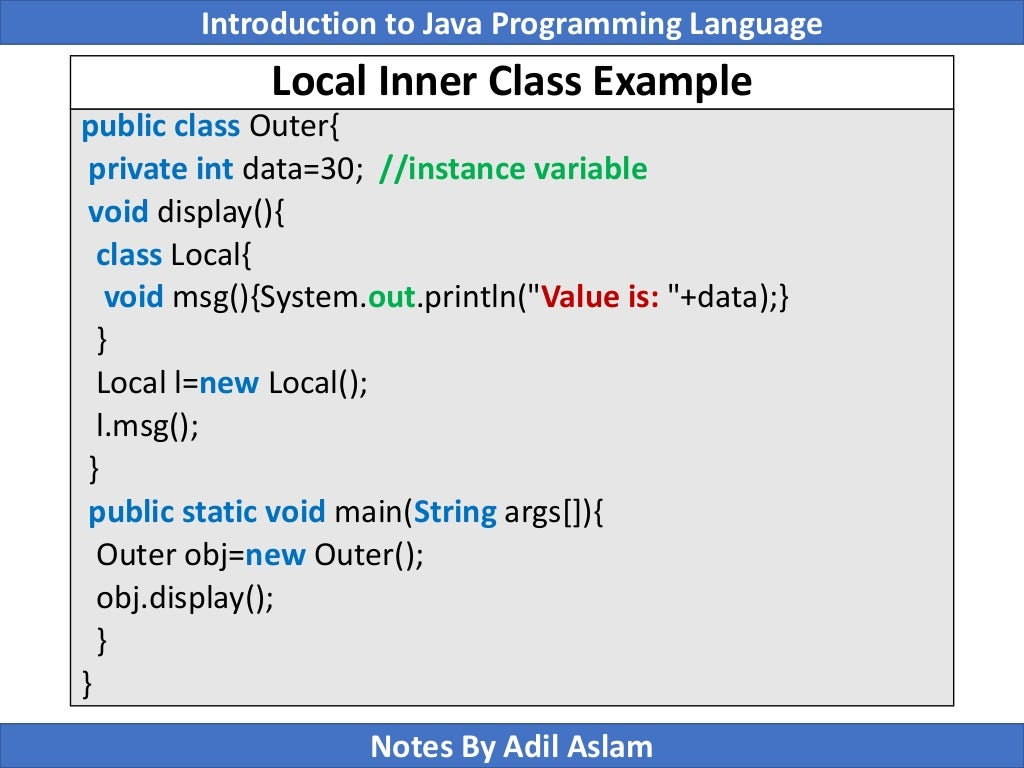 Introduction to Java Programming Language
Local Inner Class Example
public class Outer{
private int data=30;  //instance variable
void display(){
class Local{
void msg(){System.out.println("Value is: "+data);}
}
Local l=new Local();
l.msg();
}
public static void main(String args[]){
Outer obj=new Outer();
obj.display();
}
}
Notes By Adil Aslam